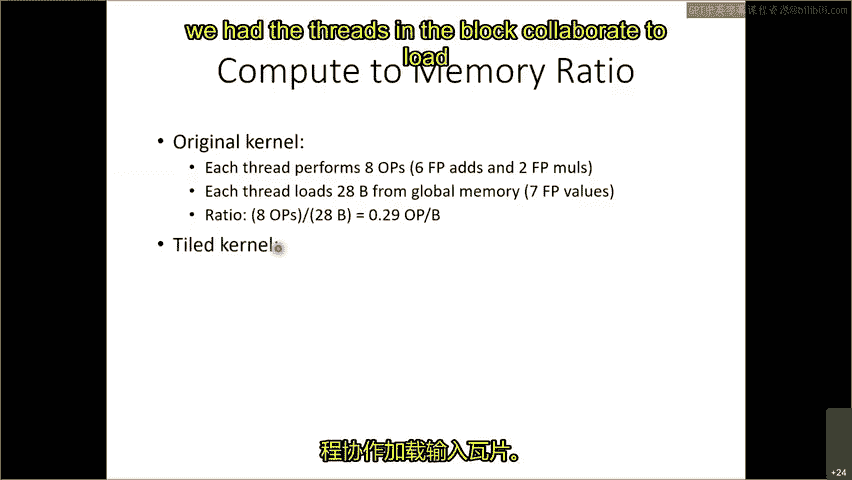 we had the threads in the block collaborate to
load
Compute to Memory Ratio
• Original kernel:
• Each thread performs 8 OPs (6 FP adds and 2 FP muls)
• Each thread loads 28 B from global memory (7 FP values)
• Ratio: (8 OPs)/(28 B) = 0.29 OP/B
• Tiled kernel:
程协作加载输入瓦片。
+24